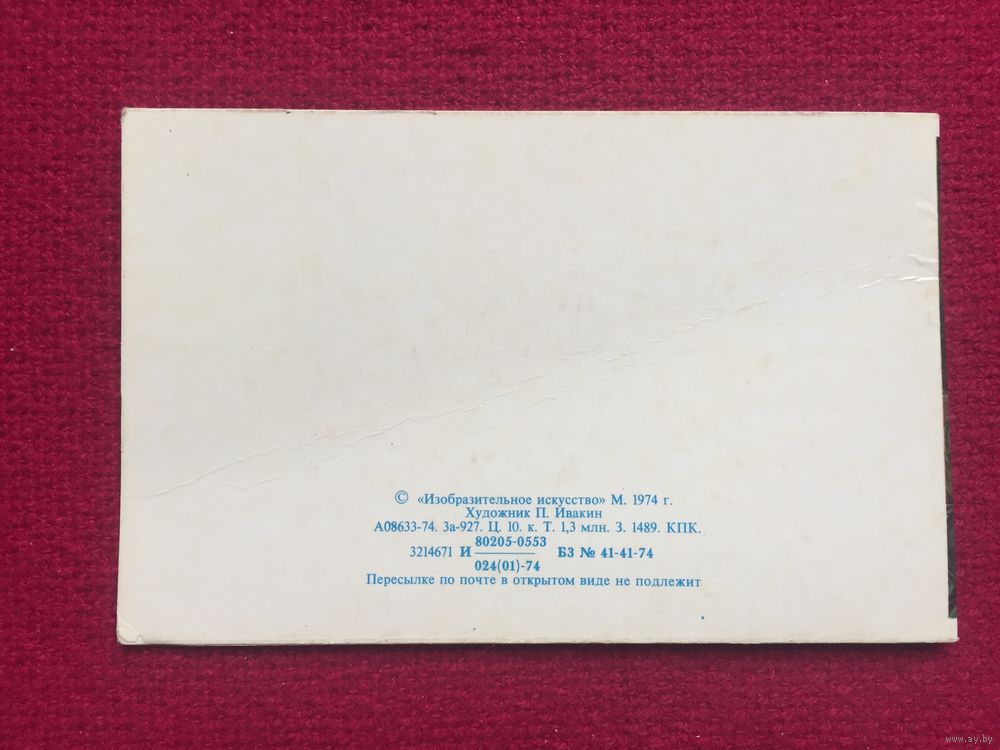 © «Изобразительное искусство» М. 1974 г.
Художник П. Ивакин
А08633-74. За-927. Ц. 10. к. Т. 1,3 млн. З. 1489. КПК.
80205-0553
3214671 И ——— БЗ № 41-41-74
024(01)-74
Пересылке по почте в открытом виде не подлежит
www.ay.by